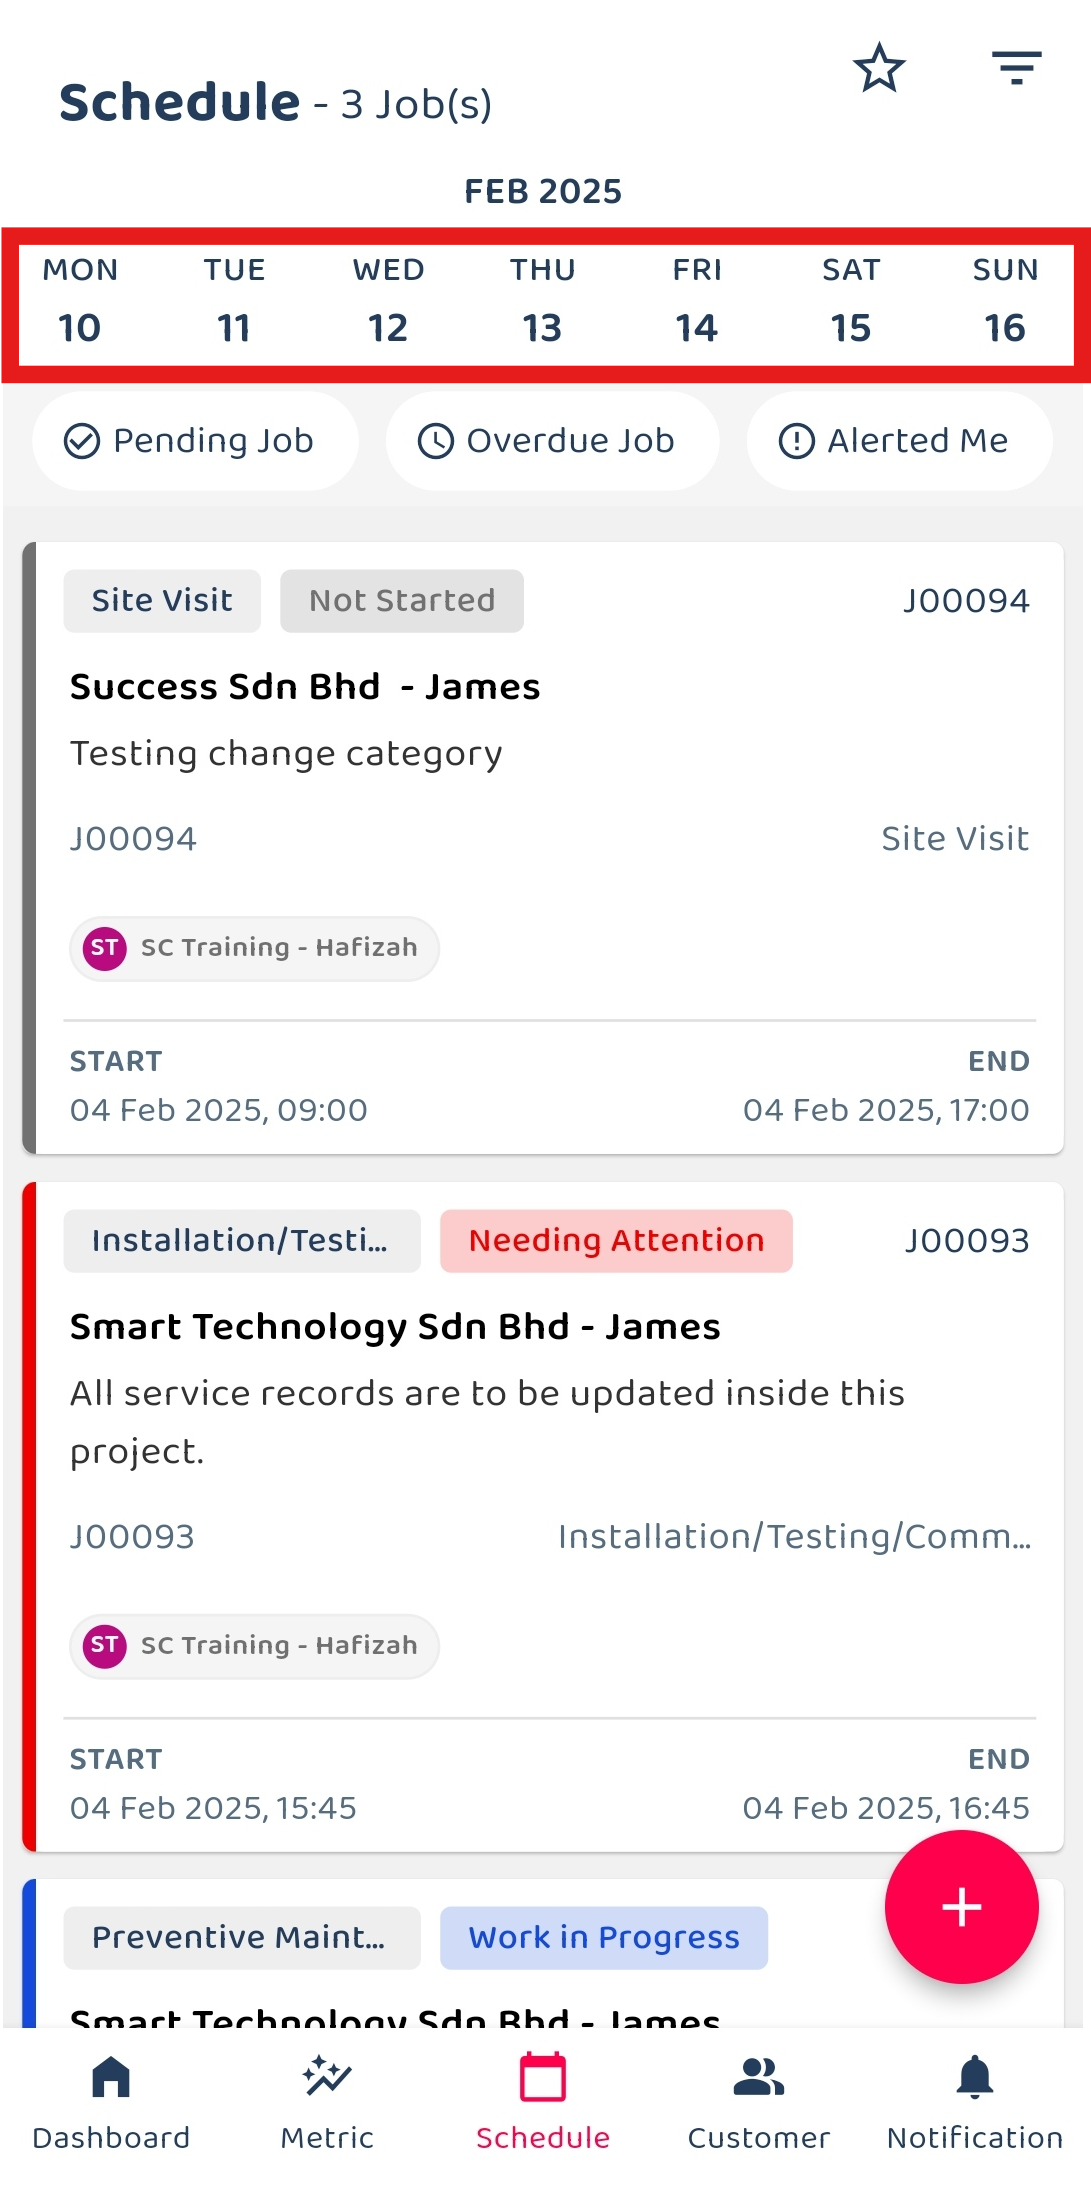 Schedule - 3 Job(s)
FEB 2025
MON TUE WED THU FRI SAT SUN
10 11 12 13 14 15 16
Pending Job Overdue Job Alerted Me
Site Visit Not Started J00094
Success Sdn Bhd - James
Testing change category
J00094 Site Visit
ST SC Training - Hafizah
START END
04 Feb 2025, 09:00 04 Feb 2025, 17:00
Installation/Testi... Needing Attention J00093
Smart Technology Sdn Bhd - James
All service records are to be updated inside this
project.
J00093 Installation/Testing/Comm...
ST SC Training - Hafizah
START END
04 Feb 2025, 15:45 04 Feb 2025, 16:45
Preventive Maint... Work in Progress
Smart Technology Sdn Bhd - James
Dashboard Metric Schedule Customer Notification